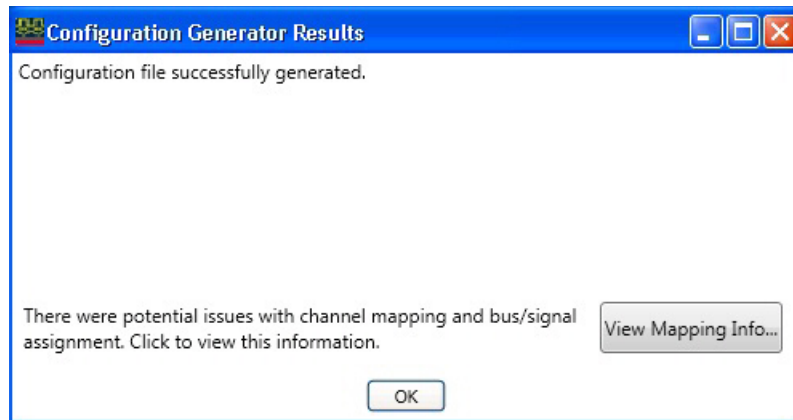 Configuration Generator Results
Configuration file successfully generated.
There were potential issues with channel mapping and bus/signal
assignment. Click to view this information.
View Mapping Info...
OK